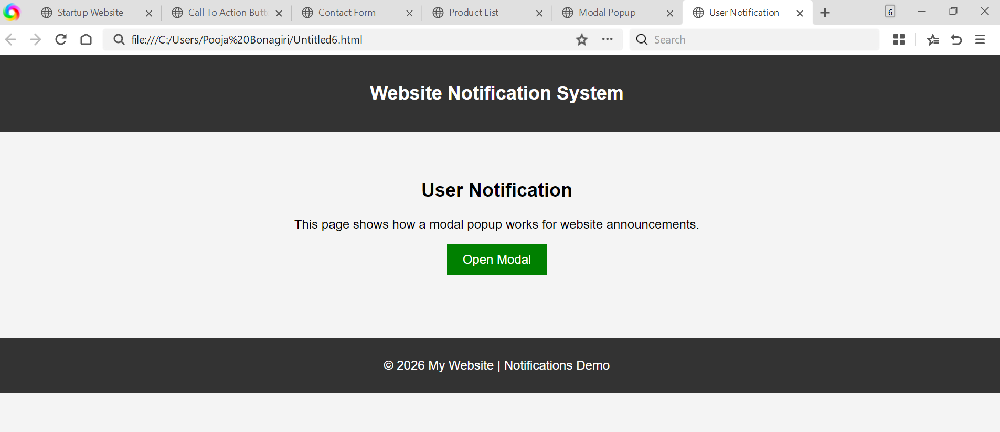 Startup Website
Call To Action Butt
Contact Form
Product List
Modal Popup
User Notification
6
file:///C:/Users/Pooja%20Bonagiri/Untitled6.html
Search
Website Notification System
User Notification
This page shows how a modal popup works for website announcements.
Open Modal
© 2026 My Website | Notifications Demo